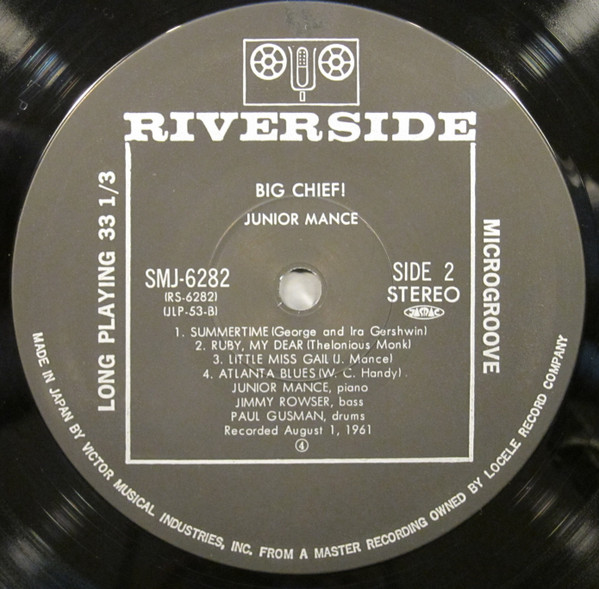 RIVERSIDE
BIG CHIEF!
JUNIOR MANCE
LONG PLAYING 33 1/3
MICROGROOVE
SMJ-6282
(RS-6282)
(JLP-53-B)
SIDE 2
STEREO
JASRAC
1. SUMMERTIME (George and Ira Gershwin)
2. RUBY, MY DEAR (Thelonious Monk)
3. LITTLE MISS GAIL (J. Mance)
4. ATLANTA BLUES (W. C. Handy)
JUNIOR MANCE, piano
JIMMY ROWSER, bass
PAUL GUSMAN, drums
Recorded August 1, 1961
④
MADE IN JAPAN BY VICTOR MUSICAL INDUSTRIES, INC. FROM A MASTER RECORDING OWNED BY LOCELE RECORD COMPANY